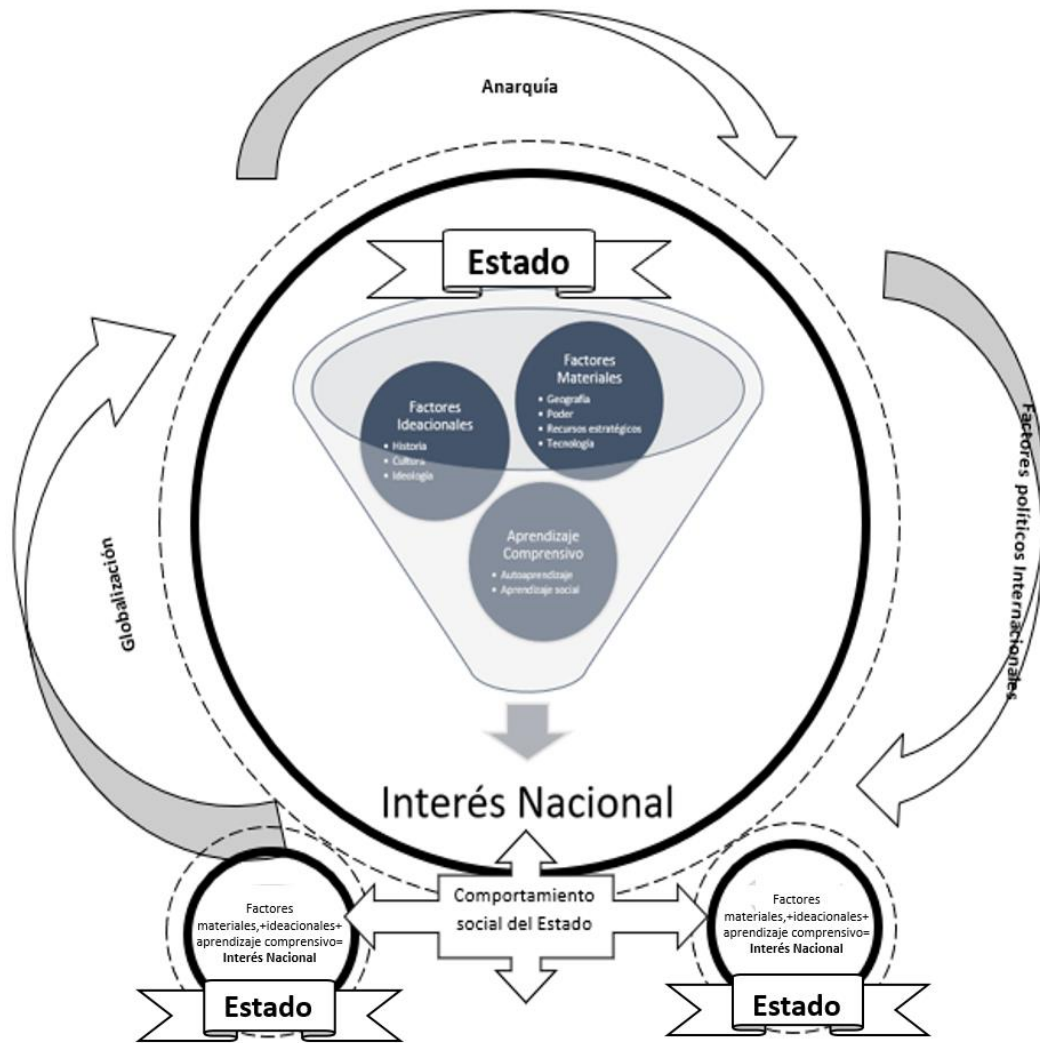 Anarquía
Estado
Factores
Materiales
• Geografía
• Poder
• Recursos estratégicos
• Tecnología
Factores
Ideacionales
• Historia
• Cultura
• Ideología
Aprendizaje
Comprensivo
• Autoaprendizaje
• Aprendizaje social
Globalización
Factores políticos Internacionales
Interés Nacional
Comportamiento
social del Estado
Factores
materiales,+ideacionales+
aprendizaje comprensivo=
Interés Nacional
Estado
Factores
materiales,+ideacionales+
aprendizaje comprensivo=
Interés Nacional
Estado